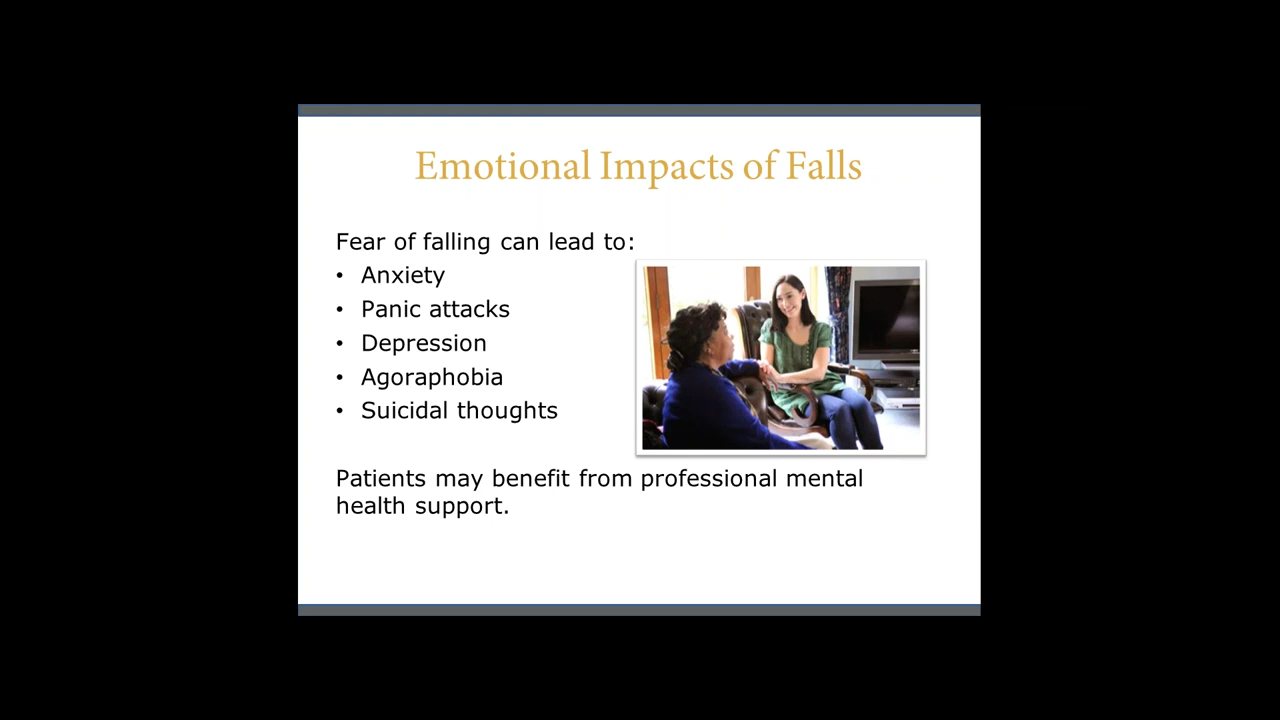 Emotional Impacts of Falls
Fear of falling can lead to:
• Anxiety
• Panic attacks
• Depression
• Agoraphobia
• Suicidal thoughts
Patients may benefit from professional mental
health support.